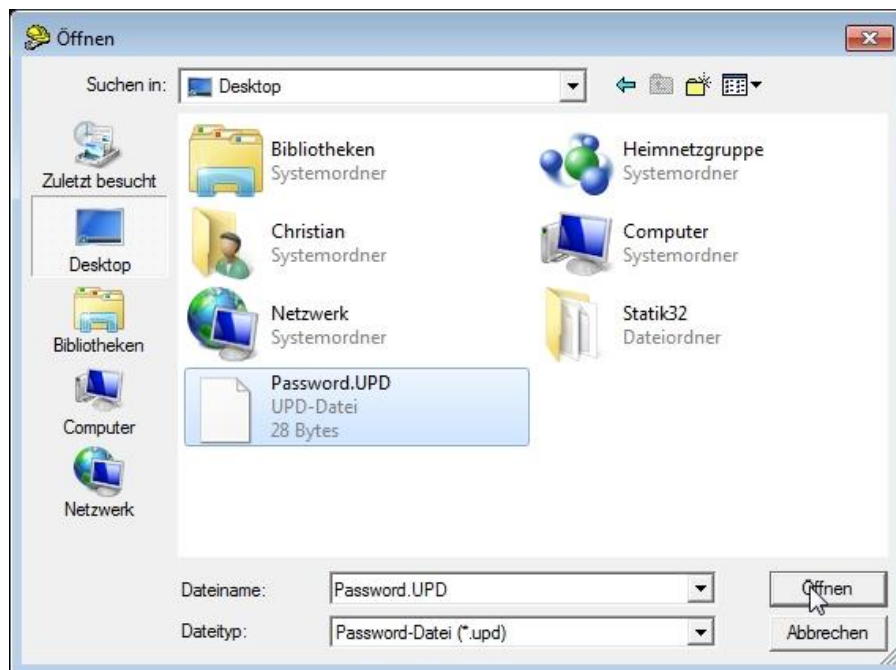 Öffnen
Suchen in:
Desktop
Zuletzt besucht
Desktop
Bibliotheken
Computer
Netzwerk
Bibliotheken
Systemordner
Heimnetzgruppe
Systemordner
Christian
Systemordner
Computer
Systemordner
Netzwerk
Systemordner
Statik32
Dateiordner
Password.UPD
UPD-Datei
28 Bytes
Dateiname:
Password.UPD
Öffnen
Dateityp:
Password-Datei (*.upd)
Abbrechen